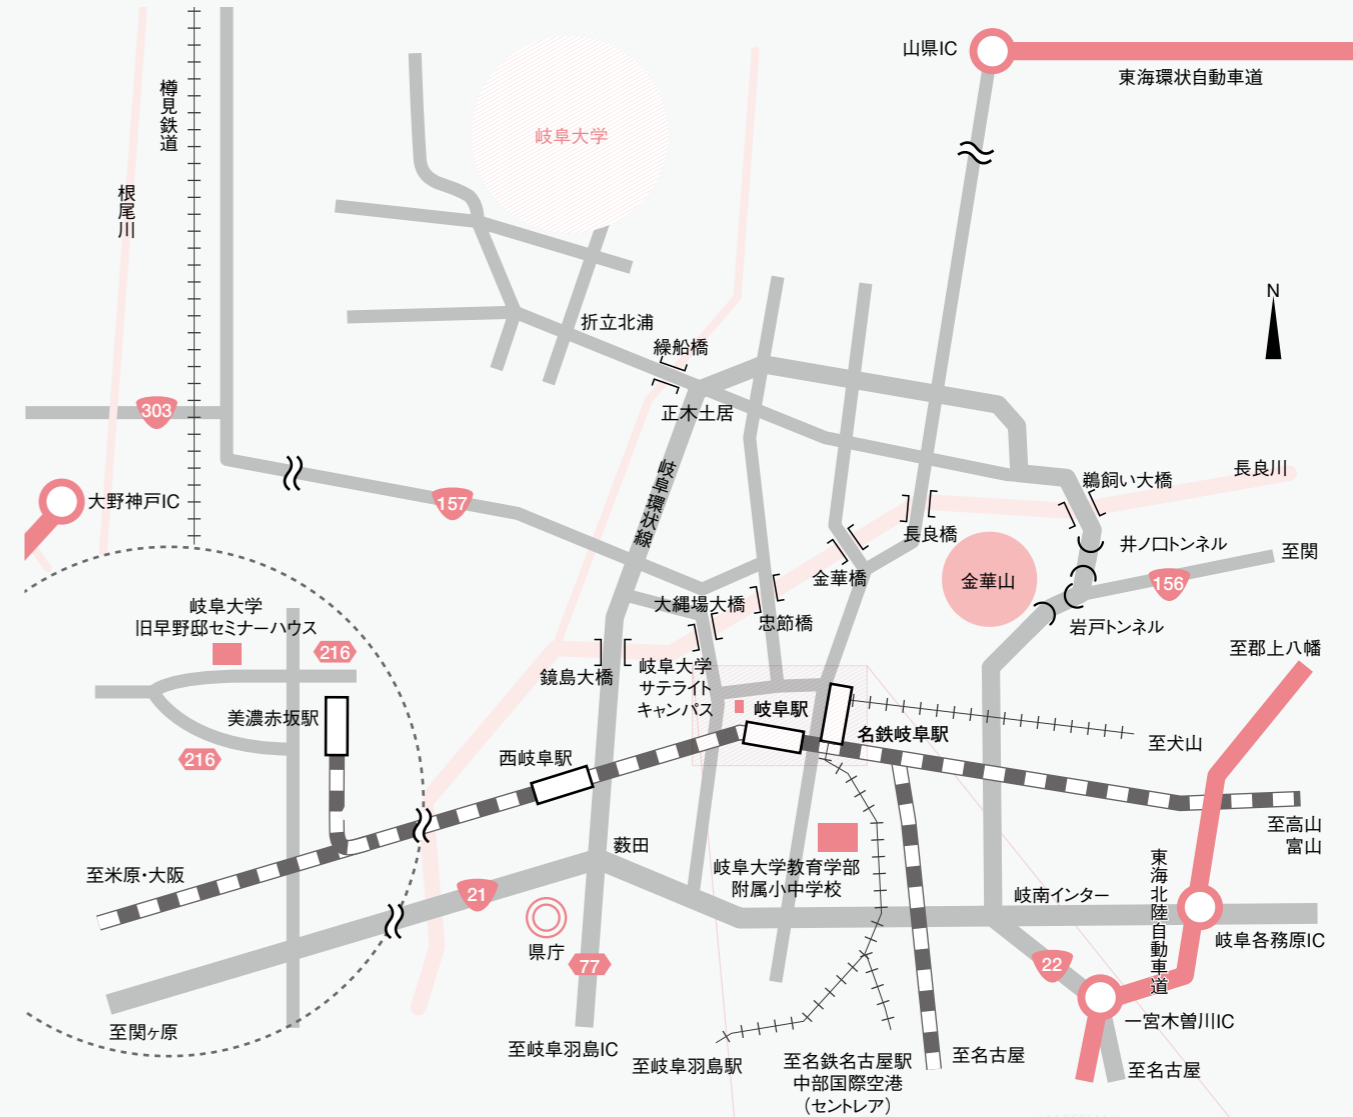 山県IC
東海環状自動車道
樽見鉄道
根尾川
岐阜大学
N
折立北浦
繰船橋
正木土居
303
大野神戸IC
157
岐阜環状線
鵜飼い大橋
長良川
長良橋
井ノ口トンネル
至関
金華橋
金華山
156
大縄場大橋
忠節橋
岩戸トンネル
岐阜大学
旧早野邸セミナーハウス
216
鏡島大橋
岐阜大学
サテライト
キャンパス
至郡上八幡
美濃赤坂駅
岐阜駅
名鉄岐阜駅
至犬山
216
西岐阜駅
至高山
富山
薮田
岐阜大学教育学部
附属小中学校
東海北陸自動車道
至米原・大阪
21
岐南インター
県庁
岐阜各務原IC
77
22
至関ヶ原
一宮木曽川IC
至岐阜羽島IC
至岐阜羽島駅
至名鉄名古屋駅
中部国際空港
（セントレア）
至名古屋
至名古屋